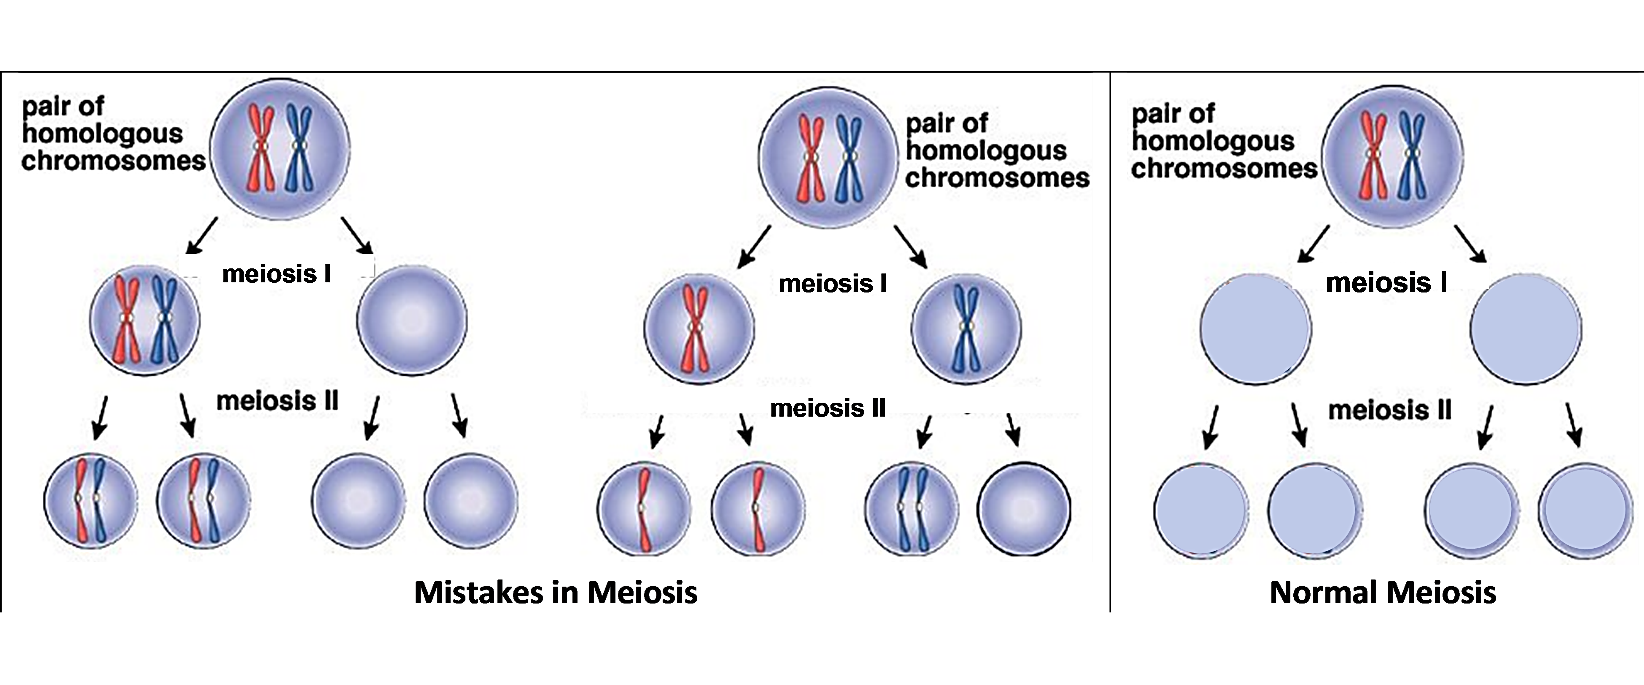 pair of
homologous
chromosomes
meiosis I
meiosis II
pair of
homologous
chromosomes
meiosis I
meiosis II
Mistakes in Meiosis
pair of
homologous
chromosomes
meiosis I
meiosis II
Normal Meiosis